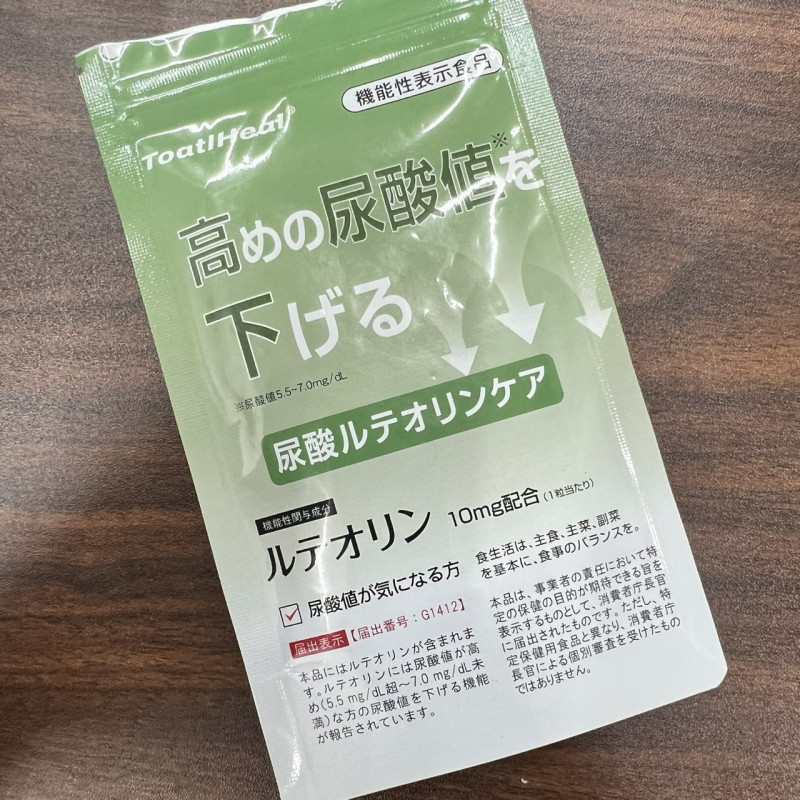 機能性表示食品
ToatlHeal®
高めの尿酸値※を
下げる
※尿酸値5.5~7.0mg/dL
尿酸ルテオリンケア
機能性関与成分
ルテオリン 10mg配合(1粒当たり)
尿酸値が気になる方
届出表示【届出番号:G1412】
本品にはルテオリンが含まれま
す。ルテオリンには尿酸値が高
め(5.5 mg/dL超~7.0 mg/dL未
満)な方の尿酸値を下げる機能
が報告されています。
食生活は、主食、主菜、副菜
を基本に、食事のバランスを。
本品は、事業者の責任において特
定の保健の目的が期待できる旨を
表示するものとして、消費者庁長官
に届出されたものです。ただし、特
定保健用食品と異なり、消費者庁
長官による個別審査を受けたもの
ではありません。